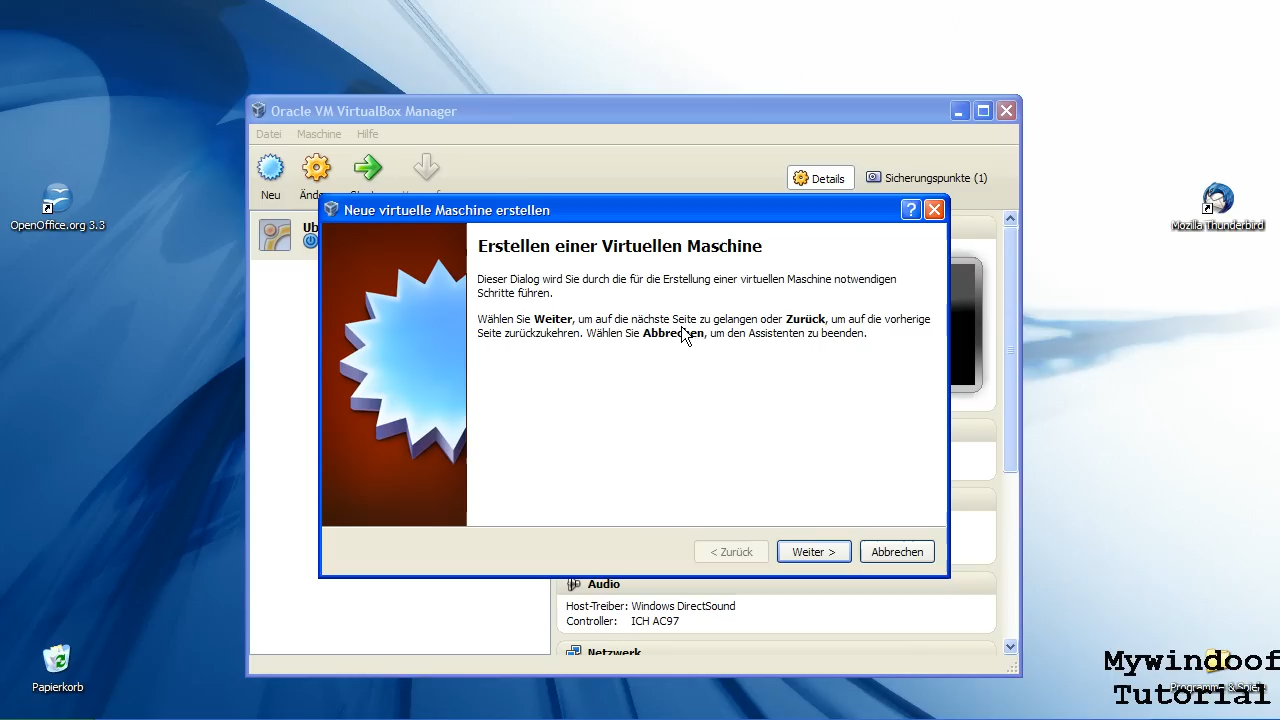 Oracle VM VirtualBox Manager
Datei Maschine Hilfe
Neu
Details
Sicherungspunkte (1)
OpenOffice.org 3.3
Mozilla Thunderbird
Neue virtuelle Maschine erstellen
Erstellen einer Virtuellen Maschine
Dieser Dialog wird Sie durch die für die Erstellung einer virtuellen Maschine notwendigen
Schritte führen.
Wählen Sie Weiter, um auf die nächste Seite zu gelangen oder Zurück, um auf die vorherige
Seite zurückzukehren. Wählen Sie Abbrechen, um den Assistenten zu beenden.
< Zurück
Weiter >
Abbrechen
Audio
Host-Treiber: Windows DirectSound
Controller: ICH AC97
Netzwerk
Papierkorb
Mywindoof
Tutorial